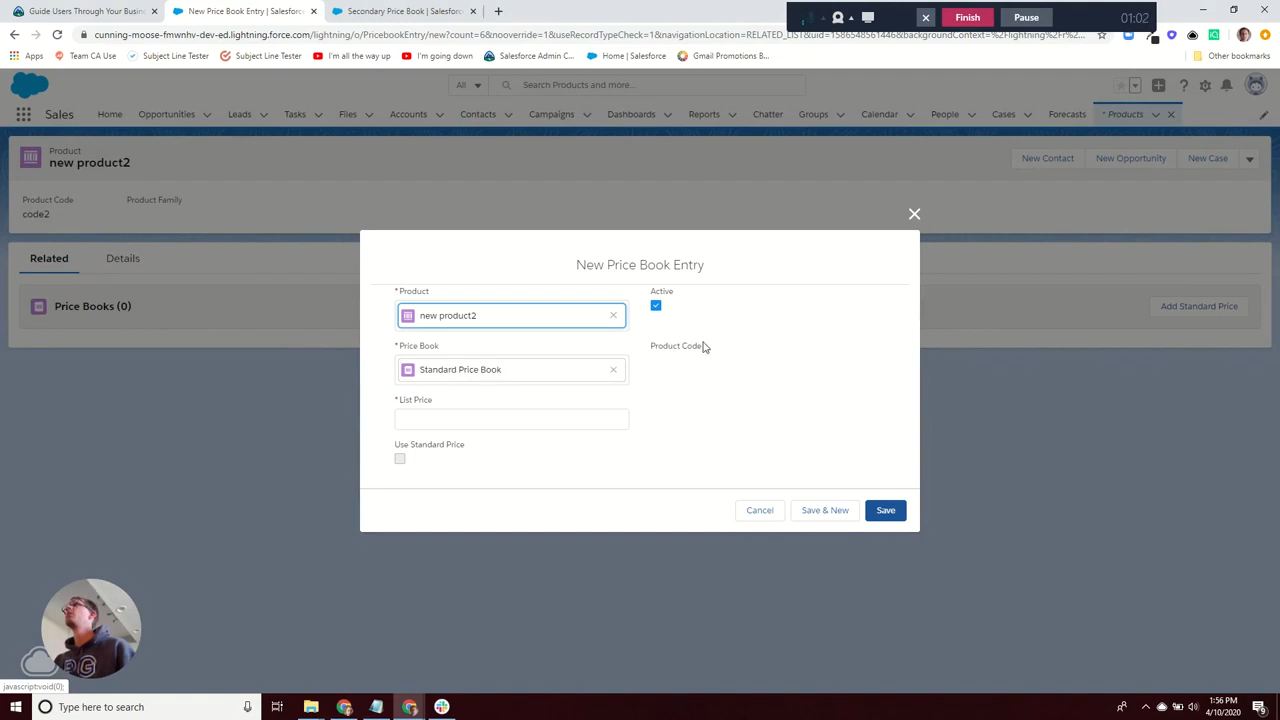 Guide Users Through Your Busin
New Price Book Entry | Salesforc
Secondary Price Book | Salesforc
Finish
Pause
01:02
cunning-moose-fmwnhv-dev-ed.lightning.force.com/lightning/o/PricebookEntry/new?count=6&nooverride=1&useRecordTypeCheck=1&navigationLocation=RELATED_LIST&uid=1586548561446&backgroundContext=%2Flightning%2Fr%2...
Apps
Team CA Use
Subject Line Tester
Subject Line Tester
I'm all the way up
I'm going down
Salesforce Admin C...
Home | Salesforce
Gmail Promotions B...
Other bookmarks
All
Search Products and more...
Sales
Home
Opportunities
Leads
Tasks
Files
Accounts
Contacts
Campaigns
Dashboards
Reports
Chatter
Groups
Calendar
People
Cases
Forecasts
* Products
Product
new product2
New Contact
New Opportunity
New Case
Product Code
Product Family
code2
Related
Details
Price Books (0)
Add Standard Price
New Price Book Entry
* Product
Active
new product2
* Price Book
Product Code
Standard Price Book
* List Price
Use Standard Price
Cancel
Save & New
Save
javascript:void(0);
Type here to search
1:56 PM
4/10/2020